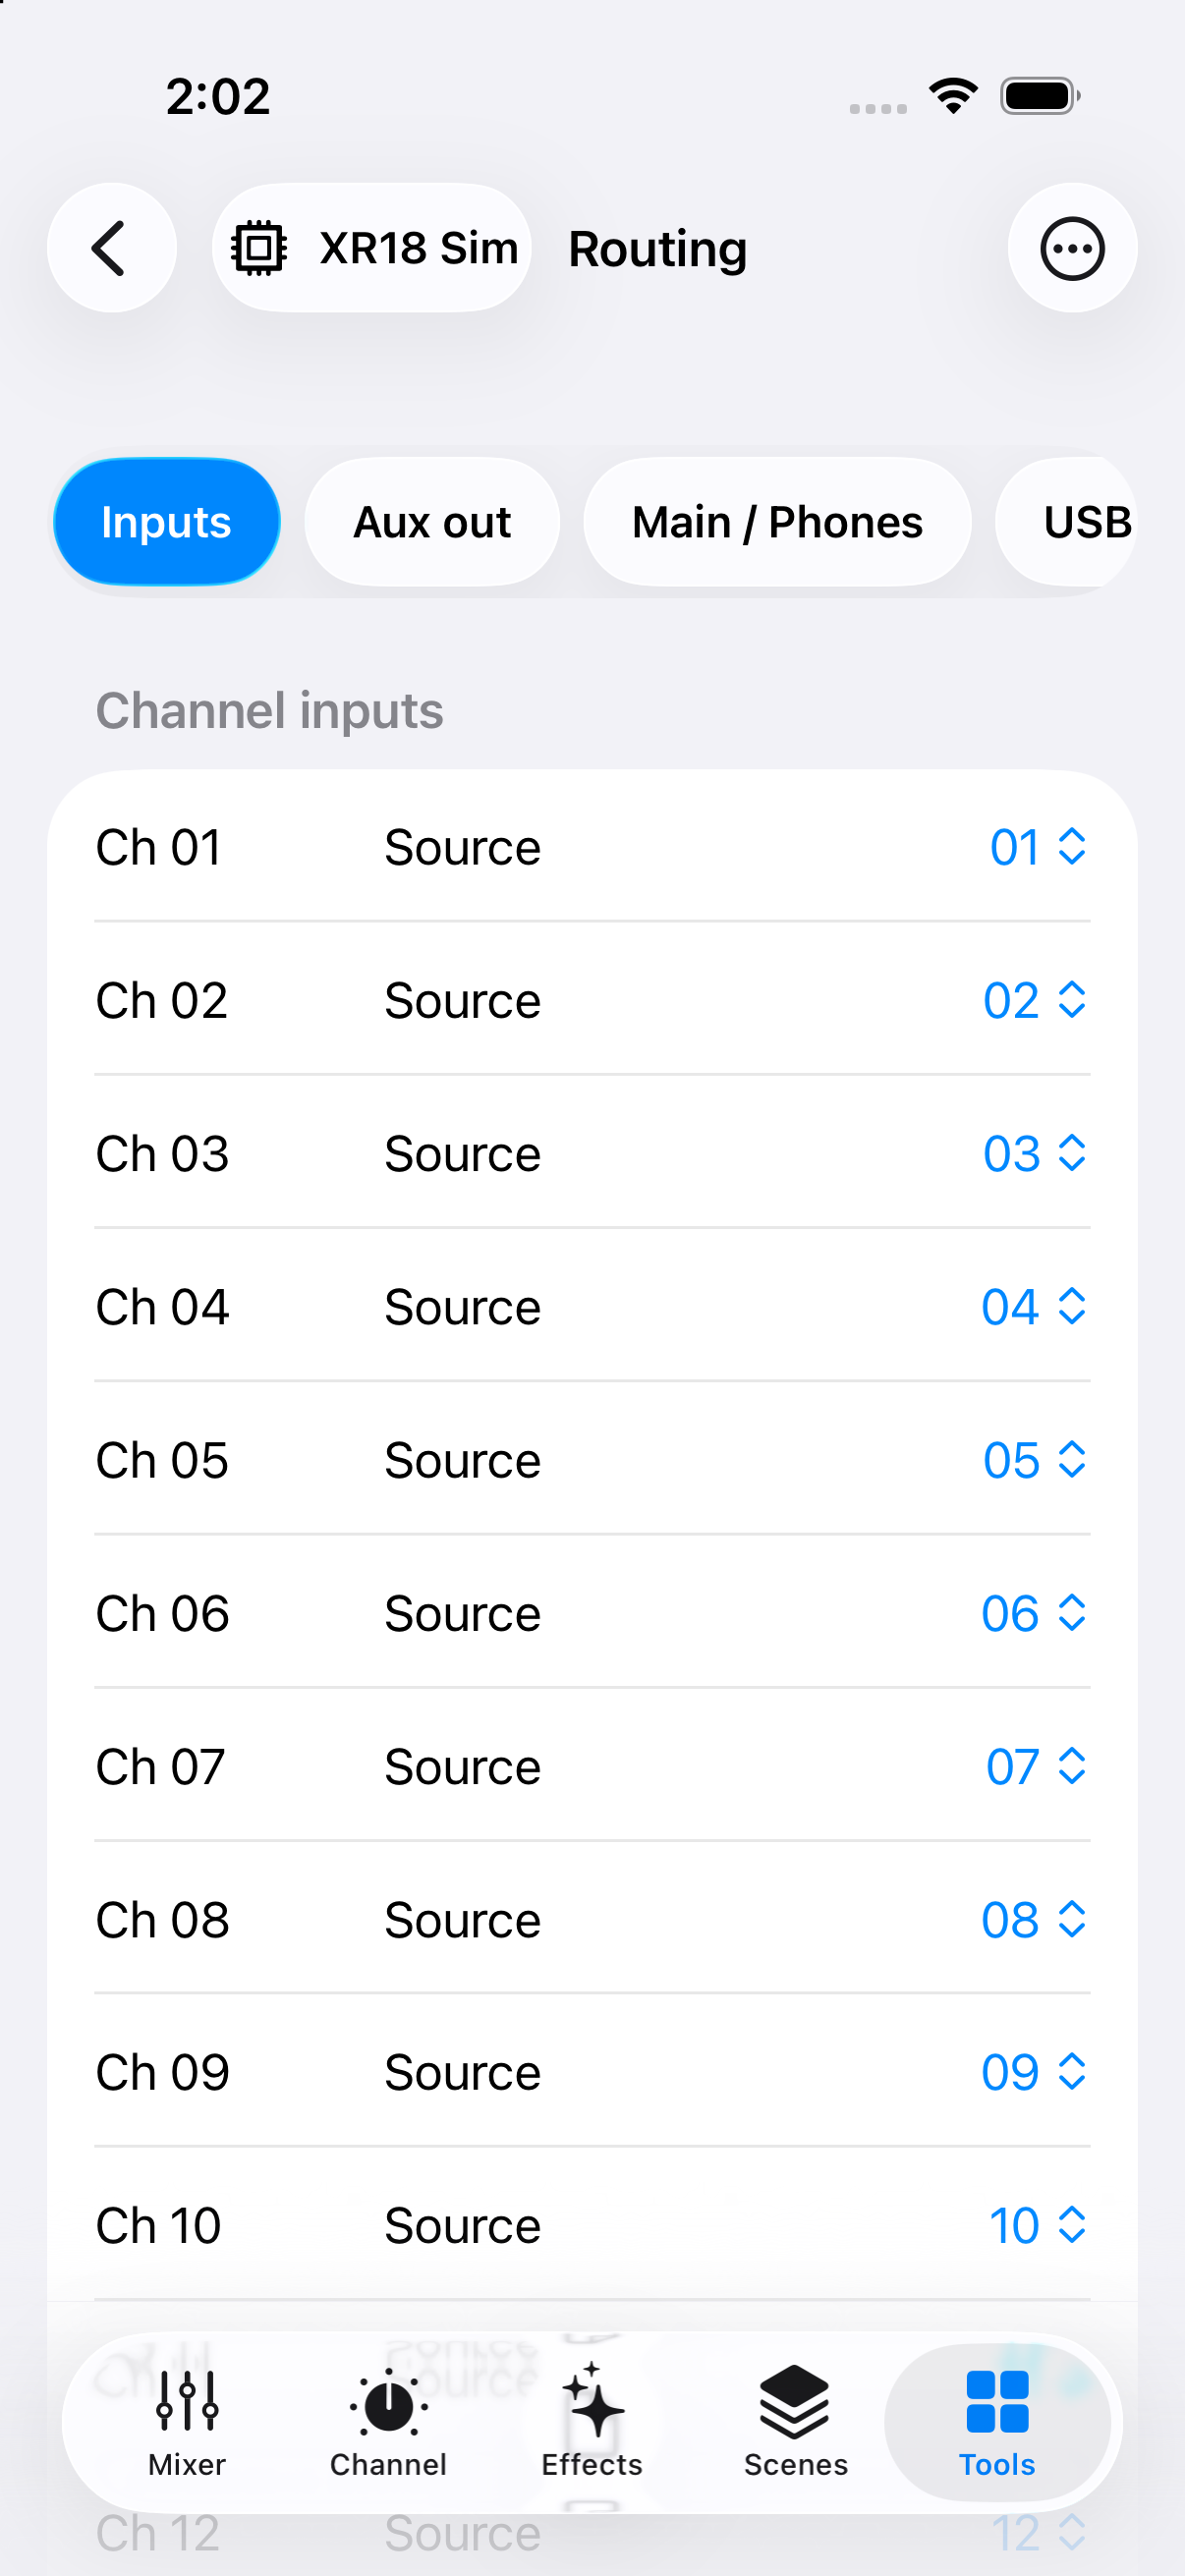 2:02
XR18 Sim Routing
Inputs Aux out Main / Phones USB
Channel inputs
Ch 01 Source 01
Ch 02 Source 02
Ch 03 Source 03
Ch 04 Source 04
Ch 05 Source 05
Ch 06 Source 06
Ch 07 Source 07
Ch 08 Source 08
Ch 09 Source 09
Ch 10 Source 10
Source
Mixer Channel Effects Scenes Tools
Ch 12 Source 12